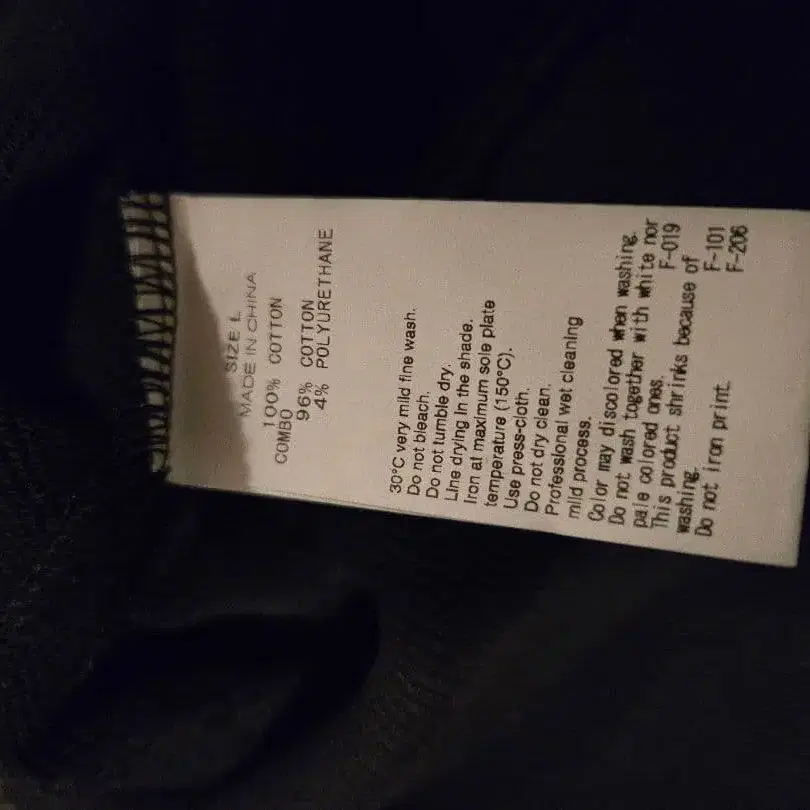 SIZE L
MADE IN CHINA
100% COTTON
COMBO
96% COTTON
4% POLYURETHANE
30°C very mild fine wash.
Do not bleach.
Do not tumble dry.
Line drying in the shade.
Iron at maximum sole plate
temperature (150°C).
Use press-cloth.
Do not dry clean.
Professional wet cleaning
mild process.
Color may discolored when washing.
Do not wash together with white nor
pale colored ones. F-019
This product shrinks because of
washing. F-101
Do not iron print. F-206